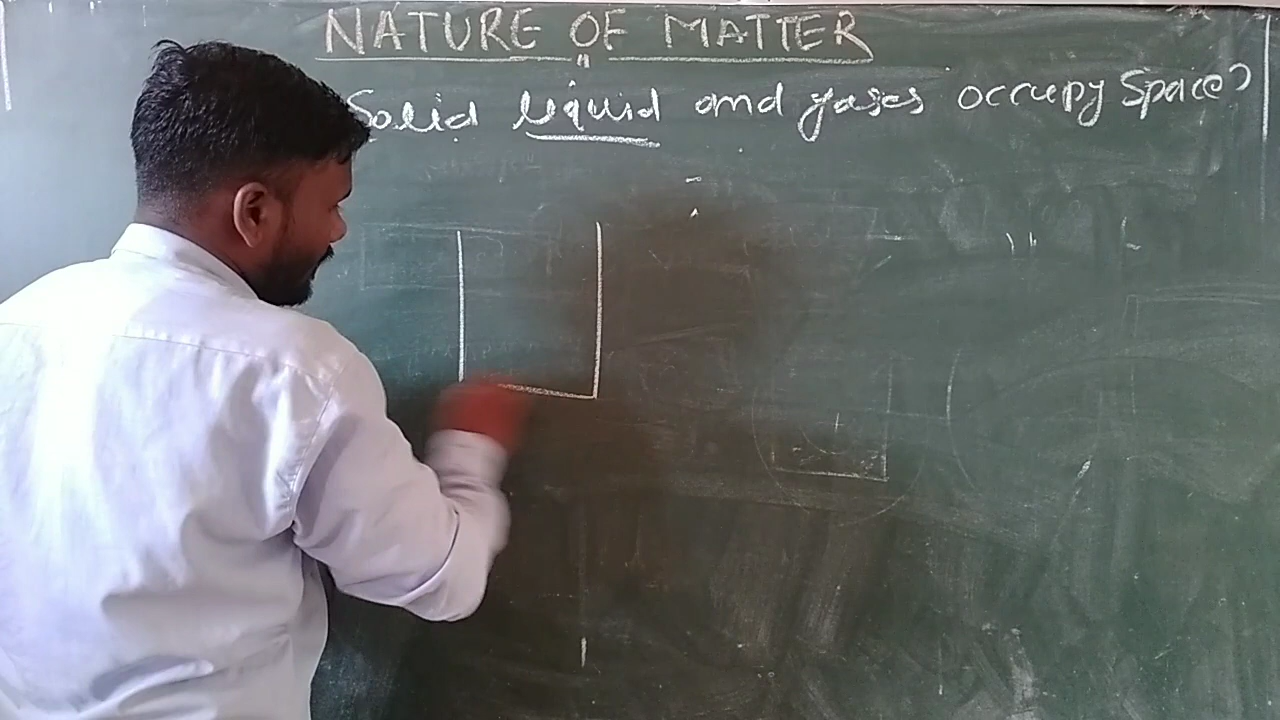 NATURE OF MATTER
Solid liquid and gases occupy Space?